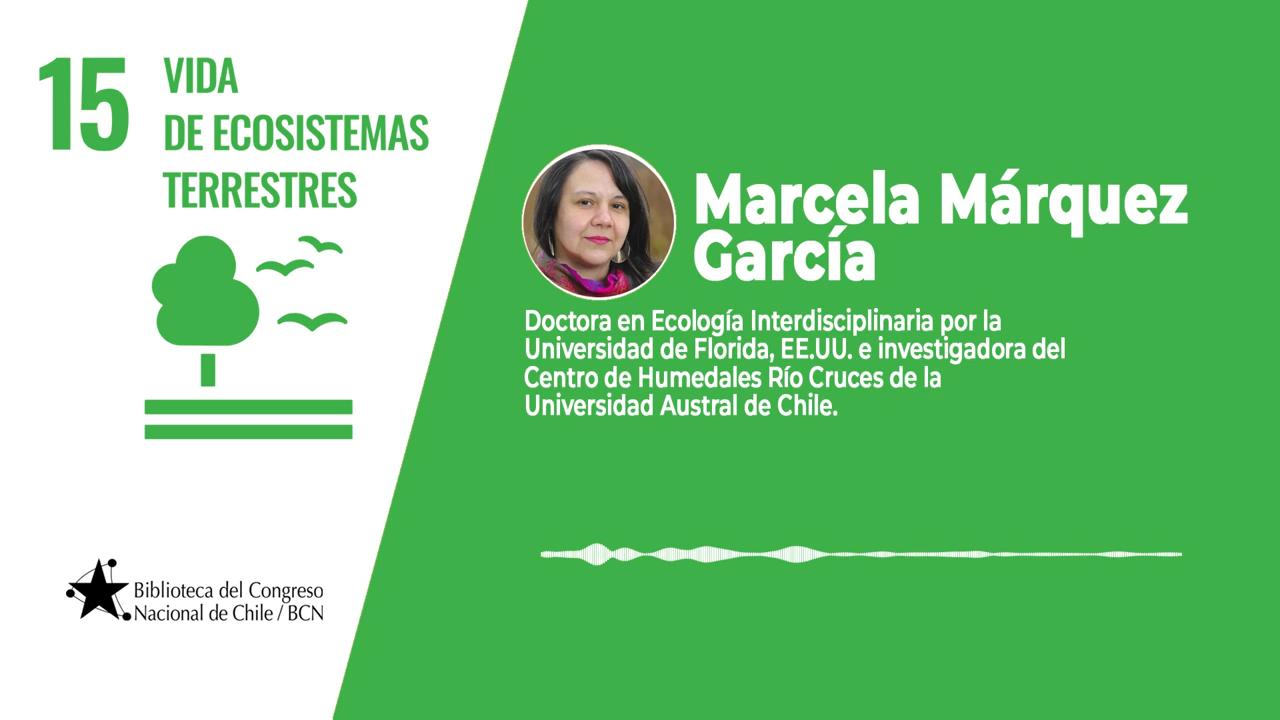 15
VIDA
DE ECOSISTEMAS
TERRESTRES
Marcela Márquez
García
Doctora en Ecología Interdisciplinaria por la
Universidad de Florida, EE.UU. e investigadora del
Centro de Humedales Río Cruces de la
Universidad Austral de Chile.
Biblioteca del Congreso
Nacional de Chile / BCN